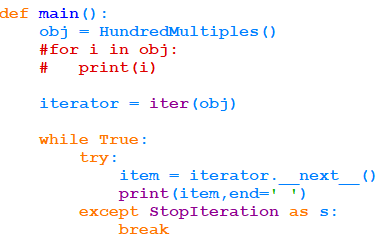 def main():
    obj = HundredMultiples()
    #for i in obj:
    #   print(i)

    iterator = iter(obj)

    while True:
        try:
            item = iterator.__next__()
            print(item,end=' ')
        except StopIteration as s:
            break